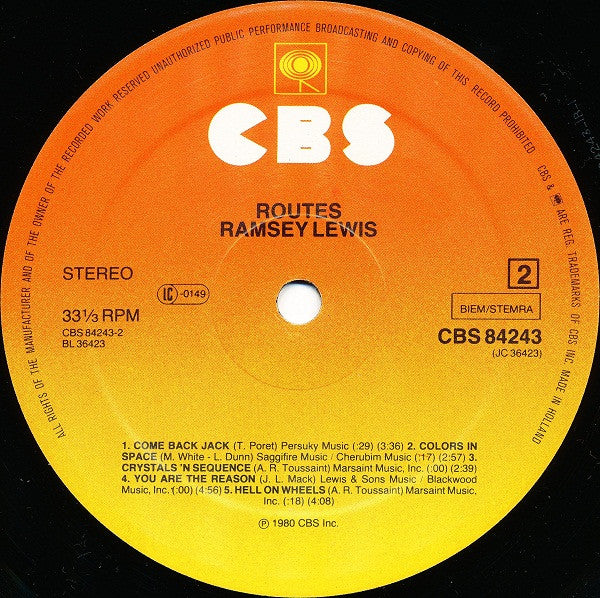 ALL RIGHTS OF THE MANUFACTURER AND OF THE OWNER OF THE RECORDED WORK RESERVED UNAUTHORIZED PUBLIC PERFORMANCE BROADCASTING AND COPYING OF THIS RECORD PROHIBITED CBS & ARE REG. TRADEMARKS OF CBS INC. MADE IN HOLLAND
CBS
ROUTES
RAMSEY LEWIS
STEREO
IC -0149
2
33⅓ RPM
BIEM/STEMRA
CBS 84243-2
CBS 84243
BL 36423
(JC 36423)
1. COME BACK JACK (T. Poret) Persuky Music (:29) (3:36) 2. COLORS IN
SPACE (M. White - L. Dunn) Saggifire Music / Cherubim Music (:17) (2:57) 3.
CRYSTALS 'N SEQUENCE (A. R. Toussaint) Marsaint Music, Inc. (:00) (2:39)
4. YOU ARE THE REASON (J. L. Mack) Lewis & Sons Music / Blackwood
Music, Inc. (:00) (4:56) 5. HELL ON WHEELS (A. R. Toussaint) Marsaint Music,
Inc. (:18) (4:08)
℗ 1980 CBS Inc.